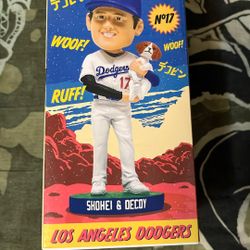 デコピン
Nº17
WOOF!
WOOF!
デコピン
RUFF!
Dodgers
17
SHOHEI & DECOY
LOS ANGELES DODGERS